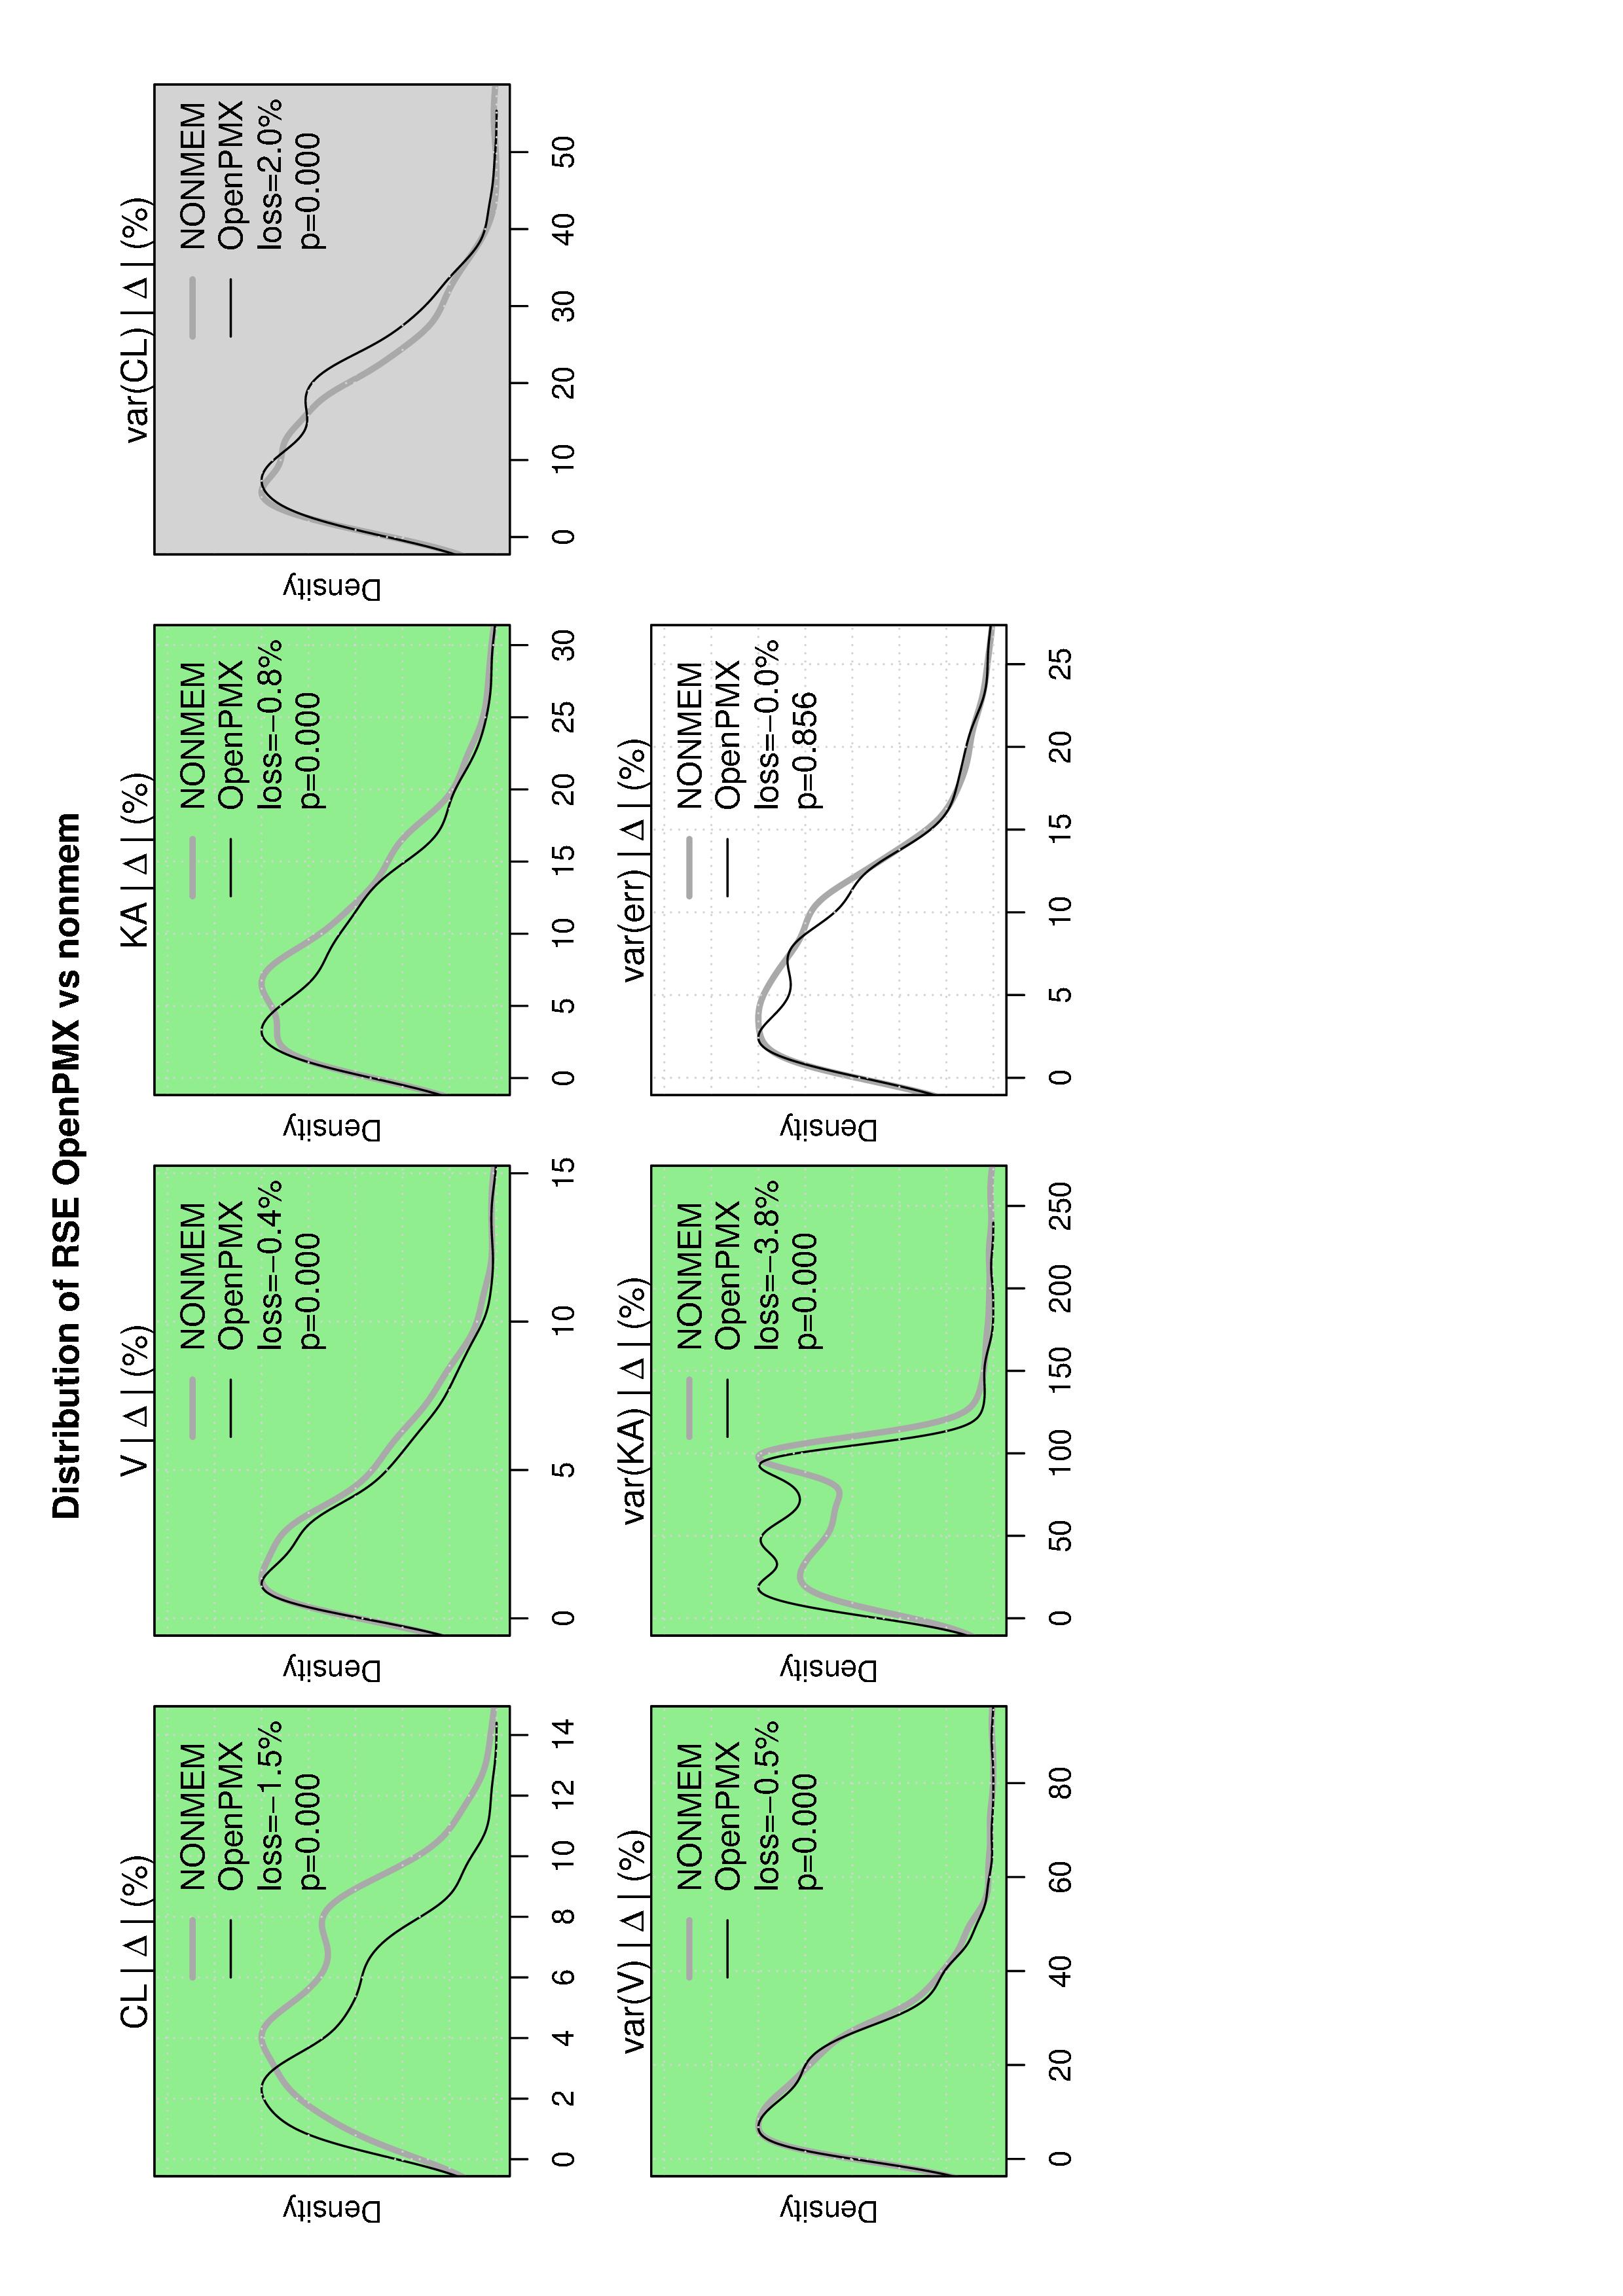 Distribution of RSE OpenPMX vs nonmem
CL | Δ | (%)
NONMEM
OpenPMX
loss=−1.5%
p=0.000
Density
0 2 4 6 8 10 12 14
V | Δ | (%)
NONMEM
OpenPMX
loss=−0.4%
p=0.000
Density
0 5 10 15
KA | Δ | (%)
NONMEM
OpenPMX
loss=−0.8%
p=0.000
Density
0 5 10 15 20 25 30
var(CL) | Δ | (%)
NONMEM
OpenPMX
loss=2.0%
p=0.000
Density
0 10 20 30 40 50
var(V) | Δ | (%)
NONMEM
OpenPMX
loss=−0.5%
p=0.000
Density
0 20 40 60 80
var(KA) | Δ | (%)
NONMEM
OpenPMX
loss=−3.8%
p=0.000
Density
0 50 100 150 200 250
var(err) | Δ | (%)
NONMEM
OpenPMX
loss=−0.0%
p=0.856
Density
0 5 10 15 20 25